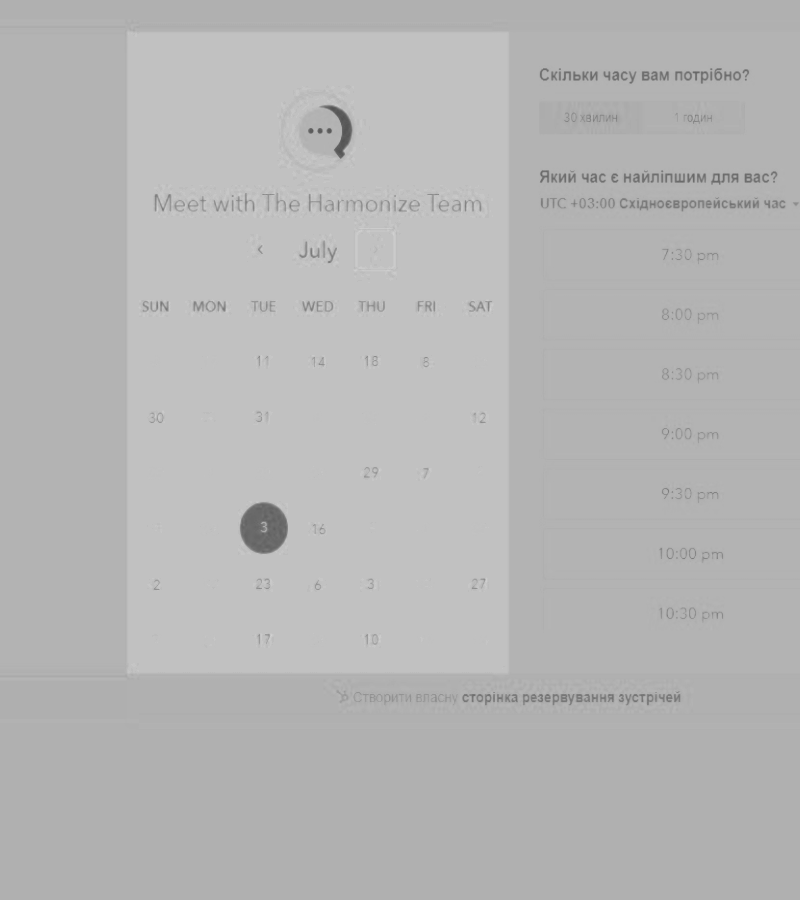 Meet with The Harmonize Team
July
SUN MON TUE WED THU FRI SAT
11 14 18 8
30 31 12
29 7
3 16
2 23 6 3 27
17 10
Скільки часу вам потрібно?
30 хвилин 1 годин
Який час є найліпшим для вас?
UTC +03:00 Східноєвропейський час
7:30 pm
8:00 pm
8:30 pm
9:00 pm
9:30 pm
10:00 pm
10:30 pm
Створити власну сторінка резервування зустрічей